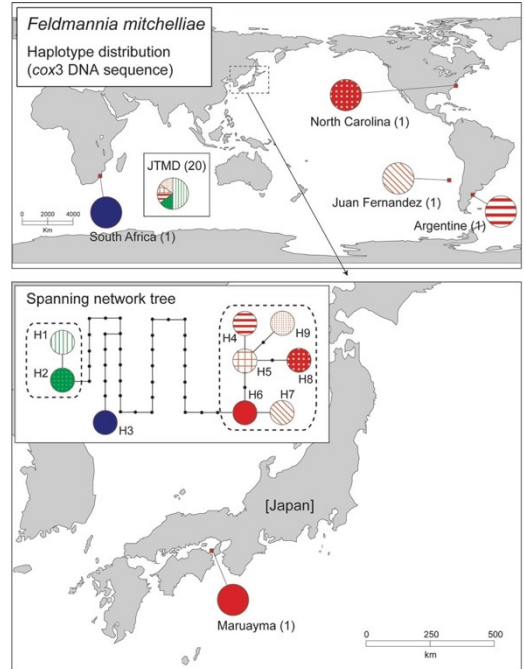 Feldmannia mitchelliae
Haplotype distribution
(cox3 DNA sequence)
North Carolina (1)
JTMD (20)
Juan Fernandez (1)
Argentine (1)
South Africa (1)
0 2000 4000
Km
Spanning network tree
H1
H2
H3
H4
H9
H5
H8
H6
H7
[Japan]
Maruayma (1)
0 250 500
km